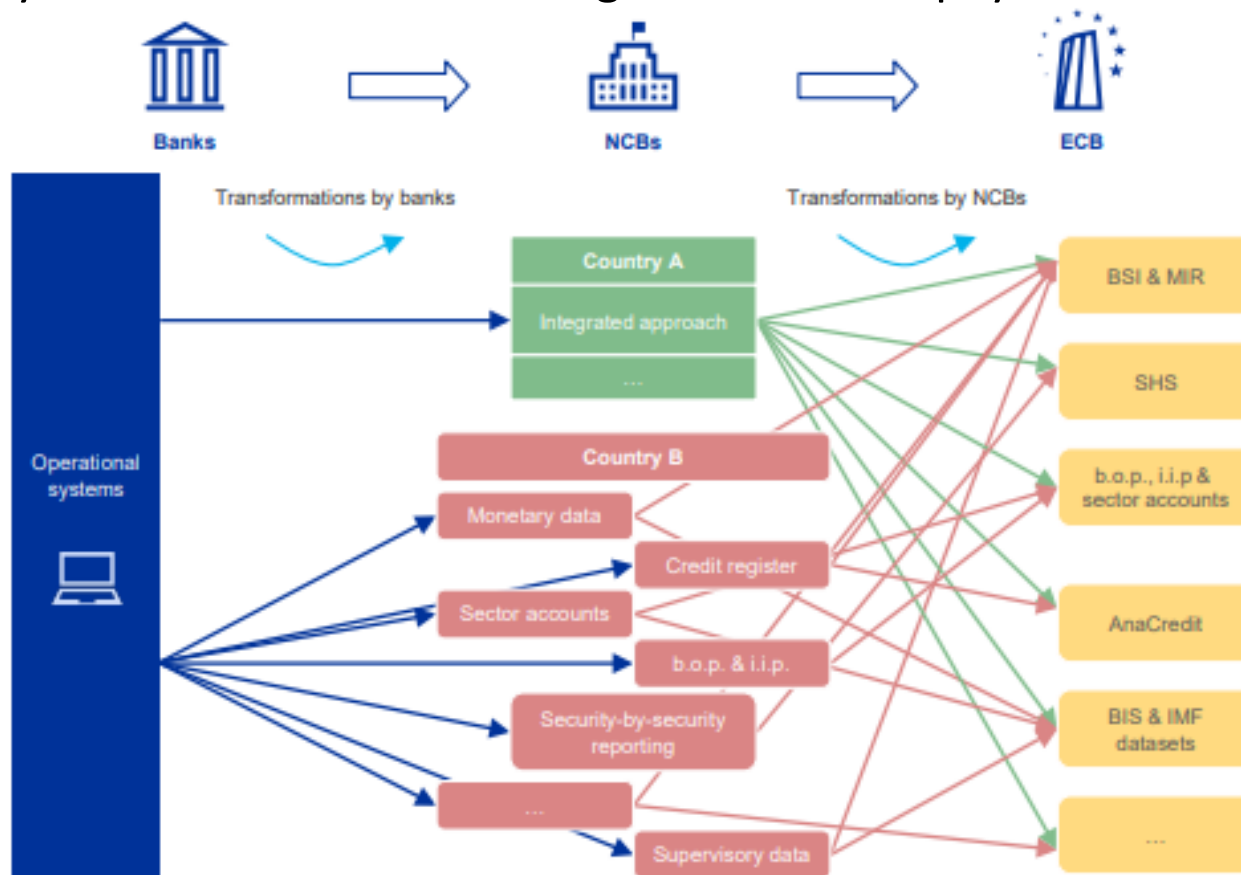 Banks
NCBs
ECB
Transformations by banks
Transformations by NCBs
Country A
Integrated approach
...
Country B
Operational
systems
Monetary data
Credit register
Sector accounts
b.o.p. & i.i.p.
Security-by-security
reporting
...
Supervisory data
BSI & MIR
SHS
b.o.p., i.i.p &
sector accounts
AnaCredit
BIS & IMF
datasets
...